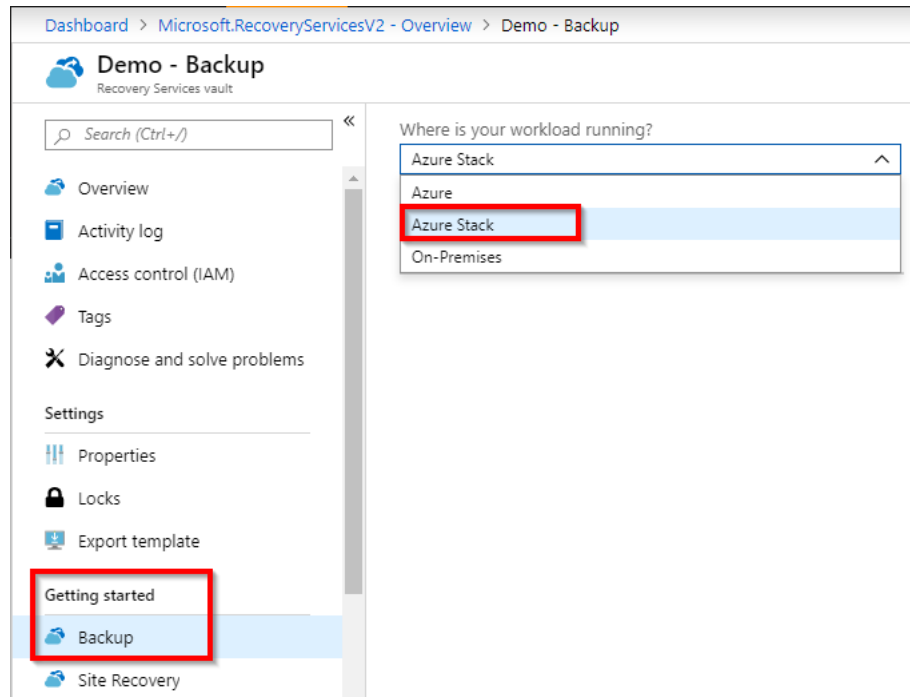 Dashboard > Microsoft.RecoveryServicesV2 - Overview > Demo - Backup
Demo - Backup
Recovery Services vault
Search (Ctrl+/)
«
Overview
Activity log
Access control (IAM)
Tags
Diagnose and solve problems
Settings
Properties
Locks
Export template
Getting started
Backup
Site Recovery
Where is your workload running?
Azure Stack
Azure
Azure Stack
On-Premises